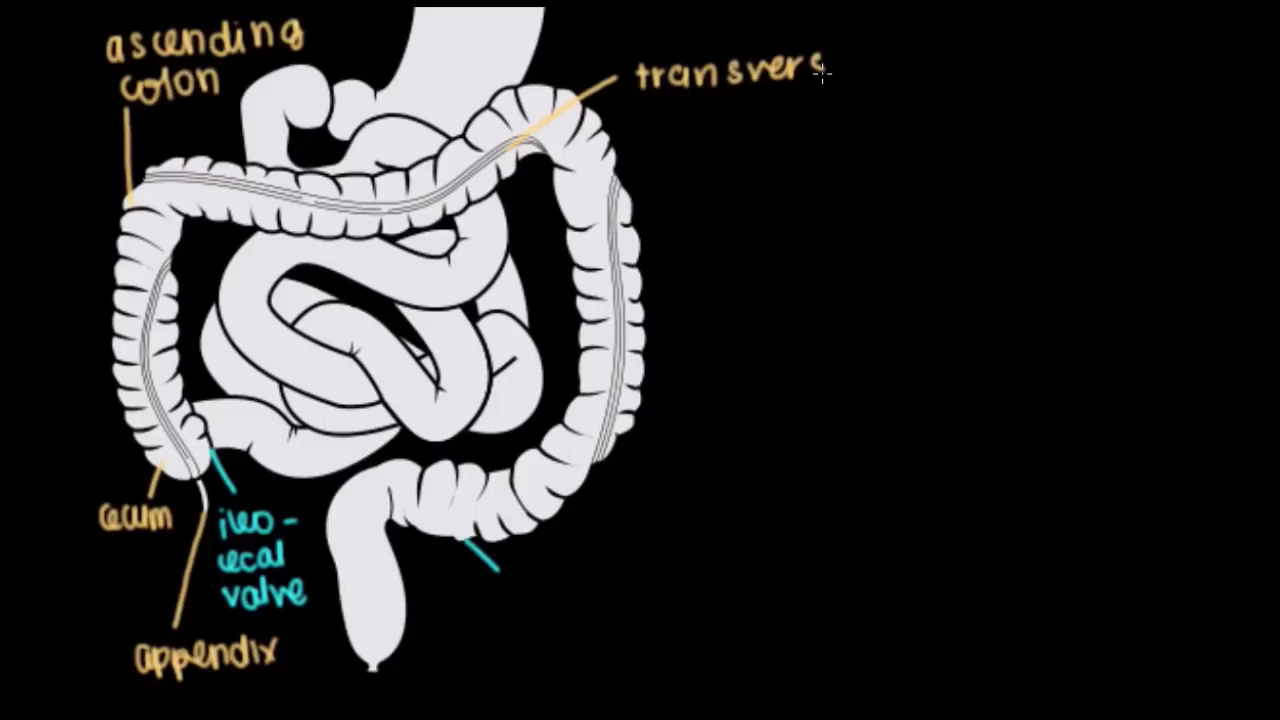 ascending
colon
transvers
cecum
ileo-
cecal
valve
appendix